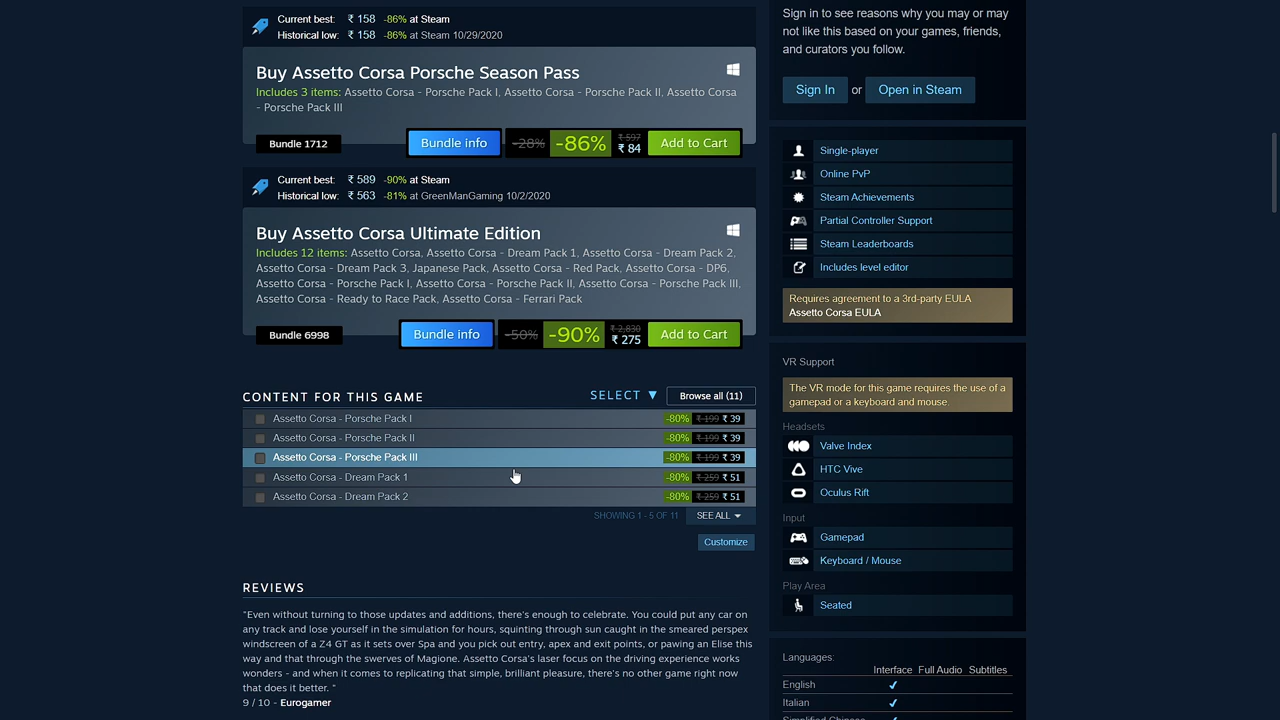 Current best: ₹ 158 -86% at Steam
Historical low: ₹ 158 -86% at Steam 10/29/2020
Buy Assetto Corsa Porsche Season Pass
Includes 3 items: Assetto Corsa - Porsche Pack I, Assetto Corsa - Porsche Pack II, Assetto Corsa
- Porsche Pack III
Bundle 1712
Bundle info
-28%
-86%
₹ 597
₹ 84
Add to Cart
Current best: ₹ 589 -90% at Steam
Historical low: ₹ 563 -81% at GreenManGaming 10/2/2020
Buy Assetto Corsa Ultimate Edition
Includes 12 items: Assetto Corsa, Assetto Corsa - Dream Pack 1, Assetto Corsa - Dream Pack 2,
Assetto Corsa - Dream Pack 3, Japanese Pack, Assetto Corsa - Red Pack, Assetto Corsa - DP6,
Assetto Corsa - Porsche Pack I, Assetto Corsa - Porsche Pack II, Assetto Corsa - Porsche Pack III,
Assetto Corsa - Ready to Race Pack, Assetto Corsa - Ferrari Pack
Bundle 6998
Bundle info
-50%
-90%
₹ 2,830
₹ 275
Add to Cart
CONTENT FOR THIS GAME
SELECT ▼
Browse all (11)
Assetto Corsa - Porsche Pack I -80% ₹ 199 ₹ 39
Assetto Corsa - Porsche Pack II -80% ₹ 199 ₹ 39
Assetto Corsa - Porsche Pack III -80% ₹ 199 ₹ 39
Assetto Corsa - Dream Pack 1 -80% ₹ 259 ₹ 51
Assetto Corsa - Dream Pack 2 -80% ₹ 259 ₹ 51
SHOWING 1 - 5 OF 11
SEE ALL
Customize
REVIEWS
"Even without turning to those updates and additions, there's enough to celebrate. You could put any car on
any track and lose yourself in the simulation for hours, squinting through sun caught in the smeared perspex
windscreen of a Z4 GT as it sets over Spa and you pick out entry, apex and exit points, or pawing an Elise this
way and that through the swerves of Magione. Assetto Corsa's laser focus on the driving experience works
wonders - and when it comes to replicating that simple, brilliant pleasure, there's no other game right now
that does it better. "
9 / 10 - Eurogamer
Sign in to see reasons why you may or may
not like this based on your games, friends,
and curators you follow.
Sign In or Open in Steam
Single-player
Online PvP
Steam Achievements
Partial Controller Support
Steam Leaderboards
Includes level editor
Requires agreement to a 3rd-party EULA
Assetto Corsa EULA
VR Support
The VR mode for this game requires the use of a
gamepad or a keyboard and mouse.
Headsets
Valve Index
HTC Vive
Oculus Rift
Input
Gamepad
Keyboard / Mouse
Play Area
Seated
Languages:
Interface Full Audio Subtitles
English ✔
Italian ✔
Simplified Chinese